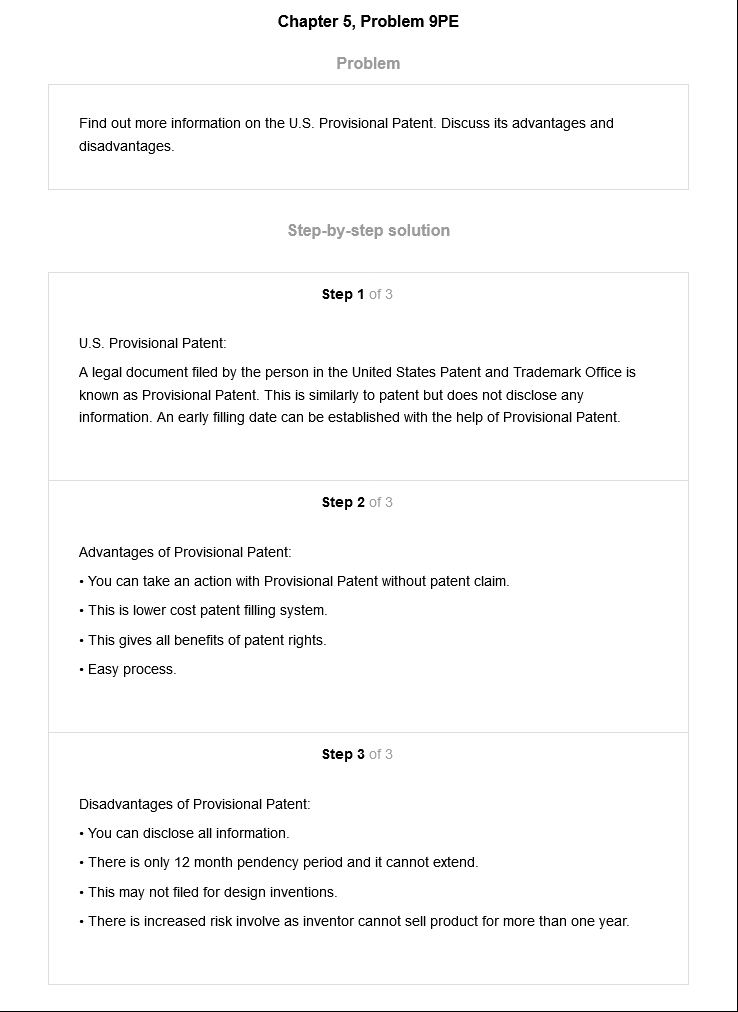 Chapter 5, Problem 9PE
Problem
Find out more information on the U.S. Provisional Patent. Discuss its advantages and
disadvantages.
Step-by-step solution
Step 1 of 3
U.S. Provisional Patent:
A legal document filed by the person in the United States Patent and Trademark Office is
known as Provisional Patent. This is similarly to patent but does not disclose any
information. An early filling date can be established with the help of Provisional Patent.
Step 2 of 3
Advantages of Provisional Patent:
• You can take an action with Provisional Patent without patent claim.
• This is lower cost patent filling system.
• This gives all benefits of patent rights.
• Easy process.
Step 3 of 3
Disadvantages of Provisional Patent:
• You can disclose all information.
• There is only 12 month pendency period and it cannot extend.
• This may not filed for design inventions.
• There is increased risk involve as inventor cannot sell product for more than one year.